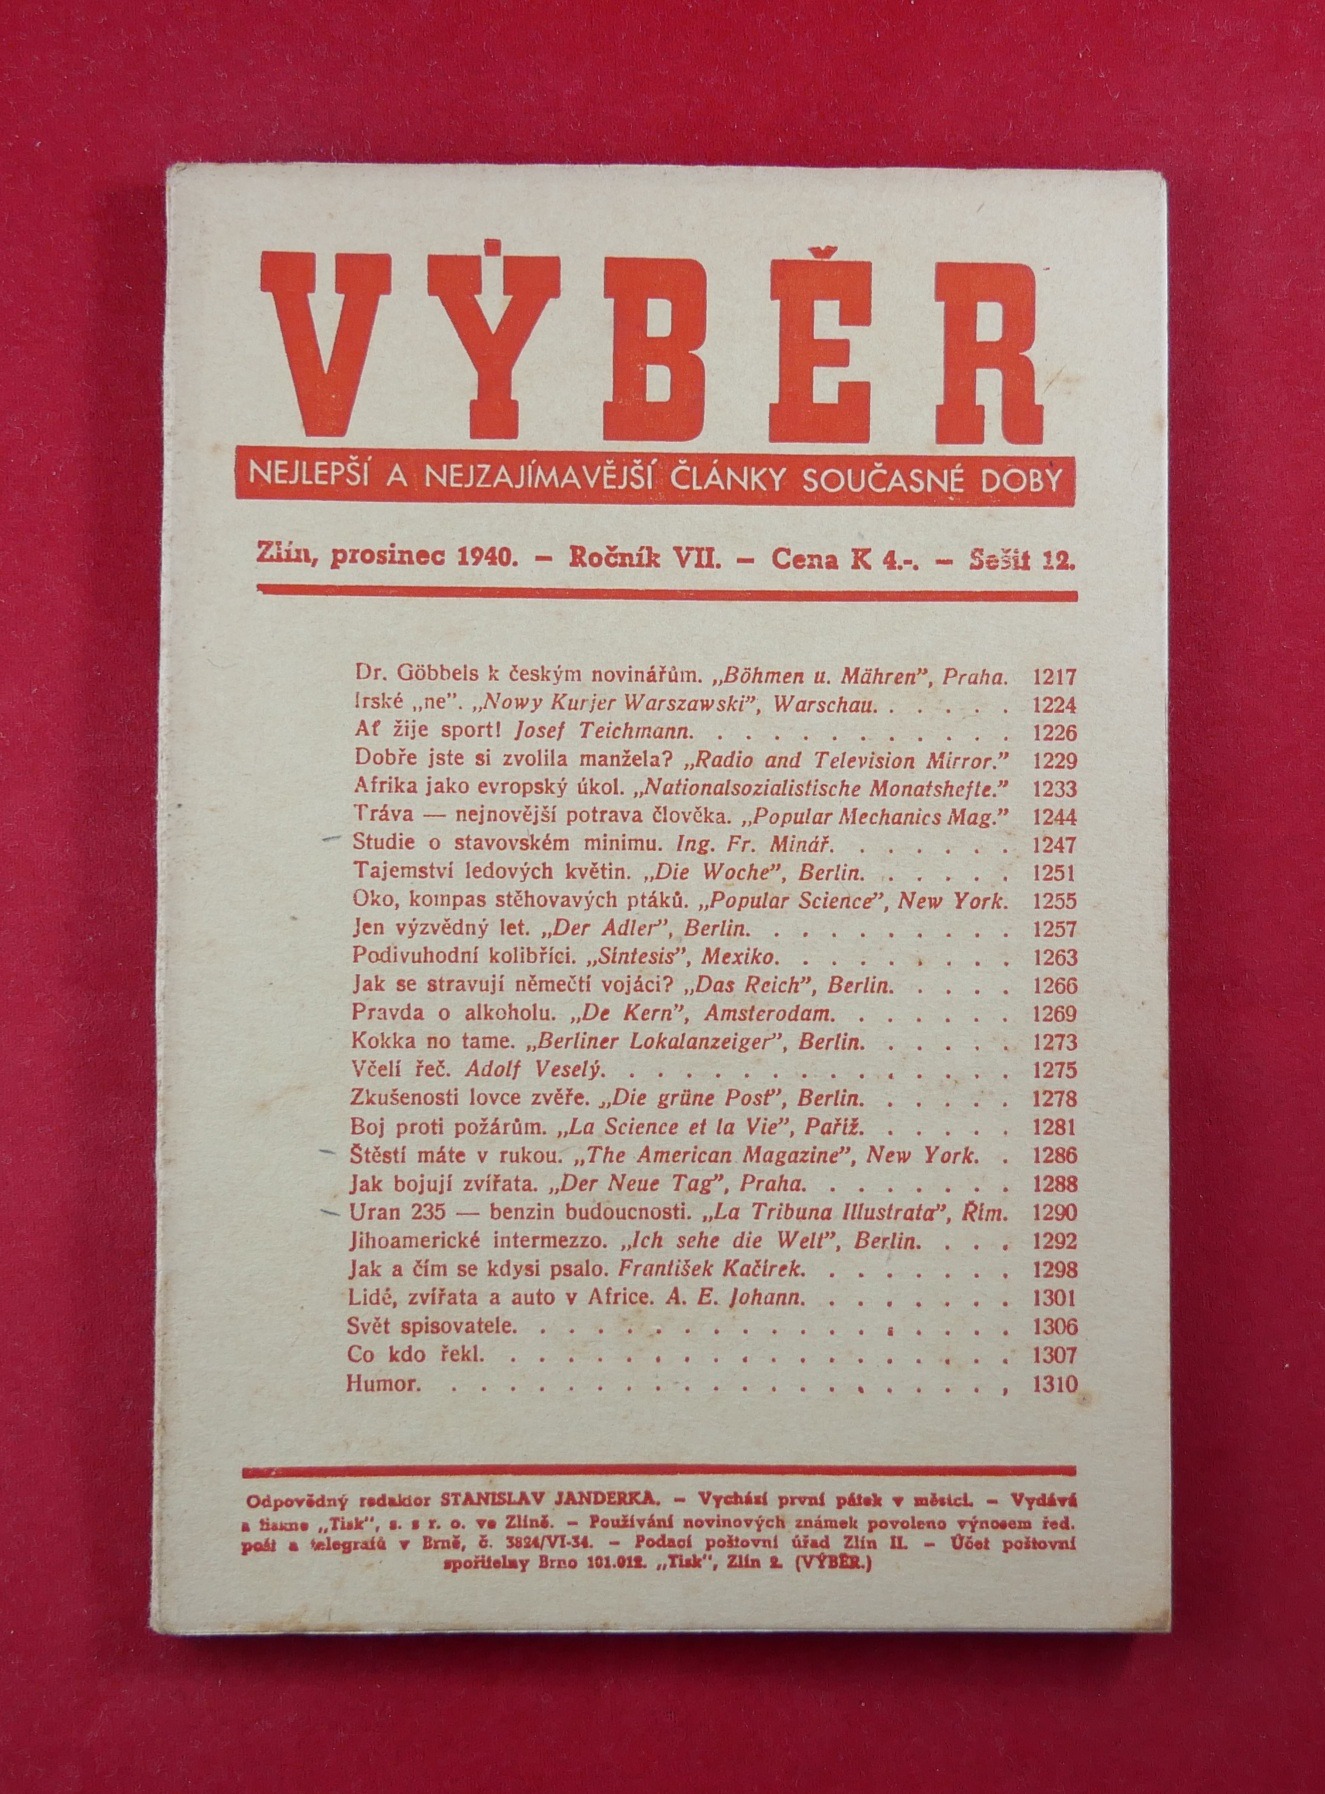 VÝBĚR
NEJLEPŠÍ A NEJZAJÍMAVĚJŠÍ ČLÁNKY SOUČASNÉ DOBY
Zlín, prosinec 1940. — Ročník VII. — Cena K 4.-. — Sešit 12.
Dr. Göbbels k českým novinářům. „Böhmen u. Mähren”, Praha. 1217
Irské „ne”. „Nowy Kurjer Warszawski”, Warschau. . . . . . 1224
Ať žije sport! Josef Teichmann. . . . . . . . . . . . 1226
Dobře jste si zvolila manžela? „Radio and Television Mirror.” 1229
Afrika jako evropský úkol. „Nationalsozialistische Monatshefte.” 1233
Tráva — nejnovější potrava člověka. „Popular Mechanics Mag.” 1244
Studie o stavovském minimu. Ing. Fr. Minář. . . . . . . 1247
Tajemství ledových květin. „Die Woche”, Berlin. . . . . . 1251
Oko, kompas stěhovavých ptáků. „Popular Science”, New York. 1255
Jen výzvědný let. „Der Adler”, Berlin. . . . . . . . . . 1257
Podivuhodní kolibříci. „Síntesis”, Mexiko. . . . . . . . . 1263
Jak se stravují němečtí vojáci? „Das Reich”, Berlin. . . . . 1266
Pravda o alkoholu. „De Kern”, Amsterodam. . . . . . . 1269
Kokka no tame. „Berliner Lokalanzeiger”, Berlin. . . . . . 1273
Včelí řeč. Adolf Veselý. . . . . . . . . . . . . . . 1275
Zkušenosti lovce zvěře. „Die grüne Post”, Berlin. . . . . . 1278
Boj proti požárům. „La Science et la Vie”, Paříž. . . . . . 1281
Štěstí máte v rukou. „The American Magazine”, New York. . 1286
Jak bojují zvířata. „Der Neue Tag”, Praha. . . . . . . . 1288
Uran 235 — benzin budoucnosti. „La Tribuna Illustrata”, Řím. 1290
Jihoamerické intermezzo. „Ich sehe die Welt”, Berlin. . . . 1292
Jak a čím se kdysi psalo. František Kačírek. . . . . . . . 1298
Lidé, zvířata a auto v Africe. A. E. Johann. . . . . . . . 1301
Svět spisovatele. . . . . . . . . . . . . . . . . . 1306
Co kdo řekl. . . . . . . . . . . . . . . . . . . 1307
Humor. . . . . . . . . . . . . . . . . . . . . 1310
Odpovědný redaktor STANISLAV JANDERKA. — Vychází první pátek v měsíci. — Vydává
a tiskne „Tisk”, s. s r. o. ve Zlíně. — Používání novinových známek povoleno výnosem řed.
pošt a telegrafů v Brně, č. 3824/VI-34. — Podací poštovní úřad Zlín II. — Účet poštovní
spořitelny Brno 101.012. „Tisk”, Zlín 2. (VÝBĚR.)